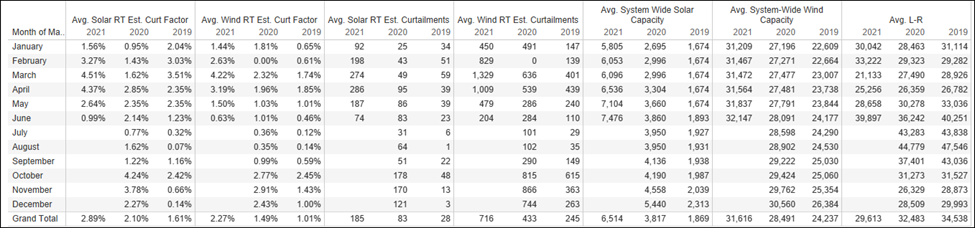 Avg. Solar RT Est. Curt Factor Avg. Wind RT Est. Curt Factor Avg. Solar RT Est. Curtailments Avg. Wind RT Est. Curtailments Avg. System Wide Solar Capacity Avg. System-Wide Wind Capacity Avg. L-R
Month of Ma.. 2021 2020 2019 2021 2020 2019 2021 2020 2019 2021 2020 2019 2021 2020 2019 2021 2020 2019 2021 2020 2019
January 1.56% 0.95% 2.04% 1.44% 1.81% 0.65% 92 25 34 450 491 147 5,805 2,695 1,674 31,209 27,196 22,609 30,042 28,463 31,114
February 3.27% 1.43% 3.03% 2.63% 0.00% 0.61% 198 43 51 829 0 139 6,053 2,996 1,674 31,467 27,271 22,664 33,222 29,323 29,282
March 4.51% 1.62% 3.51% 4.22% 2.32% 1.74% 274 49 59 1,329 636 401 6,096 2,996 1,674 31,472 27,477 23,007 21,133 27,490 28,926
April 4.37% 2.85% 2.35% 3.19% 1.96% 1.85% 286 95 39 1,009 539 439 6,536 3,304 1,674 31,564 27,481 23,738 25,256 26,359 26,782
May 2.64% 2.35% 2.35% 1.50% 1.03% 1.01% 187 86 39 479 286 240 7,104 3,660 1,674 31,837 27,791 23,844 28,658 30,278 33,036
June 0.99% 2.14% 1.23% 0.63% 1.01% 0.46% 74 83 23 204 284 110 7,476 3,860 1,893 32,147 28,091 24,177 39,897 36,242 40,251
July 0.77% 0.32% 0.36% 0.12% 31 6 101 29 3,950 1,927 28,598 24,290 43,283 43,838
August 1.62% 0.07% 0.35% 0.14% 64 1 102 35 3,950 1,931 28,902 24,530 44,779 47,546
September 1.22% 1.16% 0.99% 0.59% 51 22 290 149 4,136 1,938 29,222 25,030 37,401 43,036
October 4.24% 2.42% 2.77% 2.45% 178 48 815 615 4,190 1,987 29,424 25,060 31,273 31,527
November 3.78% 0.66% 2.91% 1.43% 170 13 866 363 4,558 2,039 29,762 25,354 26,329 28,873
December 2.27% 0.14% 2.43% 1.00% 121 3 744 263 5,440 2,313 30,560 26,384 28,509 29,993
Grand Total 2.89% 2.10% 1.61% 2.27% 1.49% 1.01% 185 83 28 716 433 245 6,514 3,817 1,869 31,616 28,491 24,237 29,613 32,483 34,538